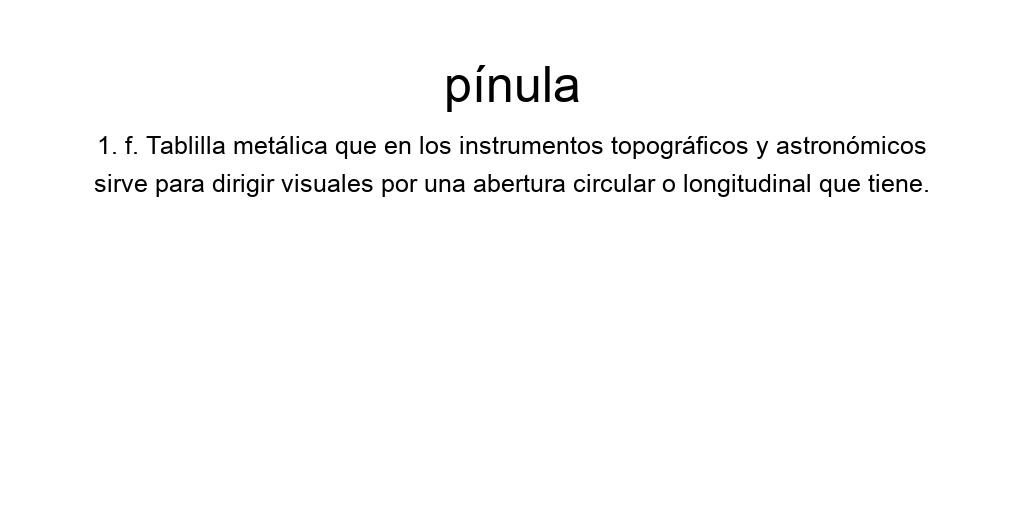 pínula
1. f. Tablilla metálica que en los instrumentos topográficos y astronómicos
sirve para dirigir visuales por una abertura circular o longitudinal que tiene.